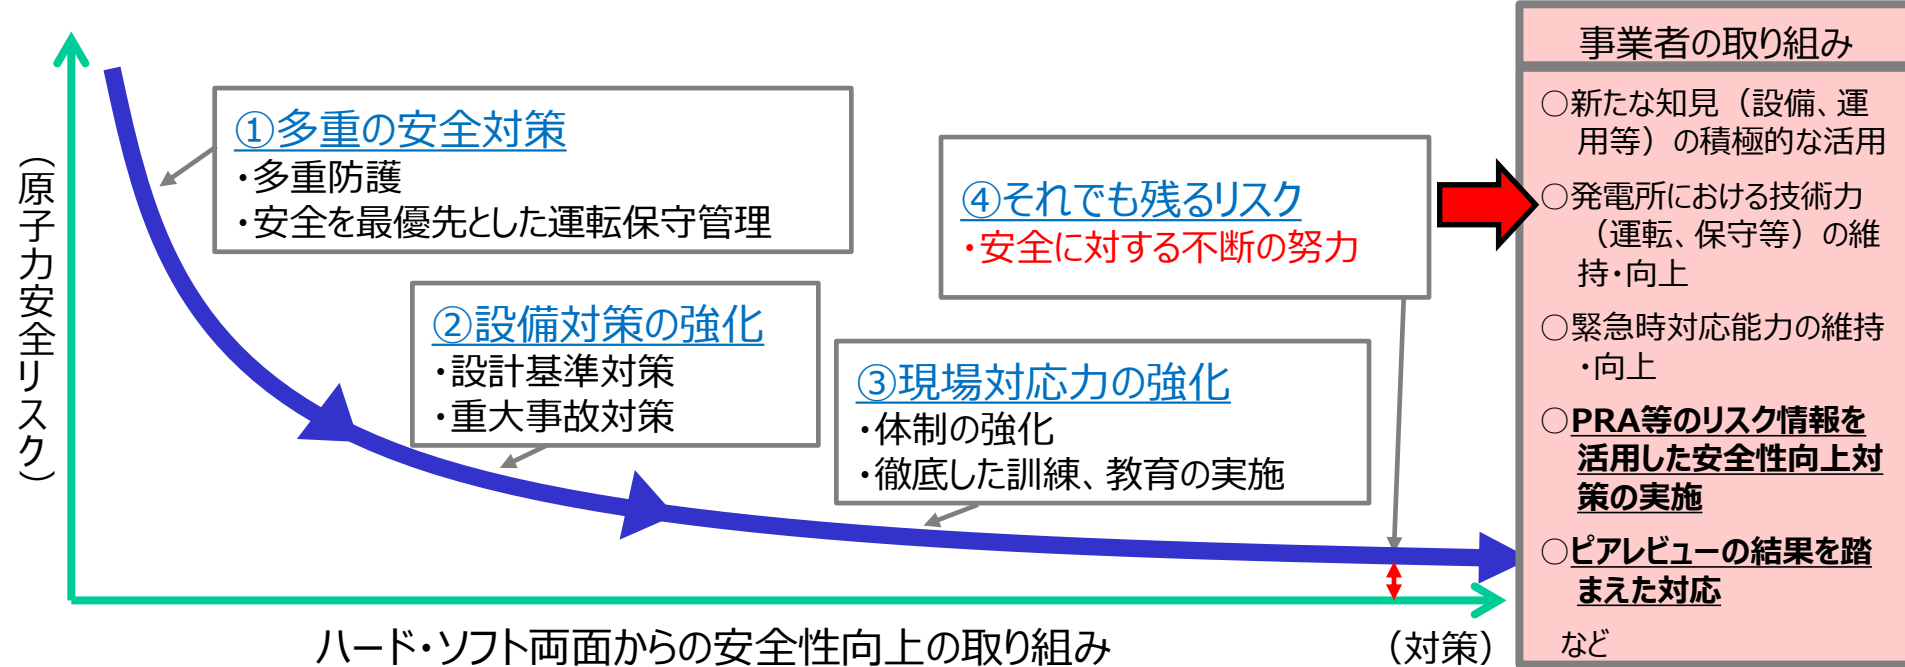 (原子力安全リスク)
①多重の安全対策
・多重防護
・安全を最優先とした運転保守管理
②設備対策の強化
・設計基準対策
・重大事故対策
③現場対応力の強化
・体制の強化
・徹底した訓練、教育の実施
④それでも残るリスク
・安全に対する不断の努力
ハード・ソフト両面からの安全性向上の取り組み
(対策)
事業者の取り組み
○新たな知見(設備、運
用等)の積極的な活用
○発電所における技術力
(運転、保守等)の維
持・向上
○緊急時対応能力の維持
・向上
○PRA等のリスク情報を
活用した安全性向上対
策の実施
○ピアレビューの結果を踏
まえた対応
など